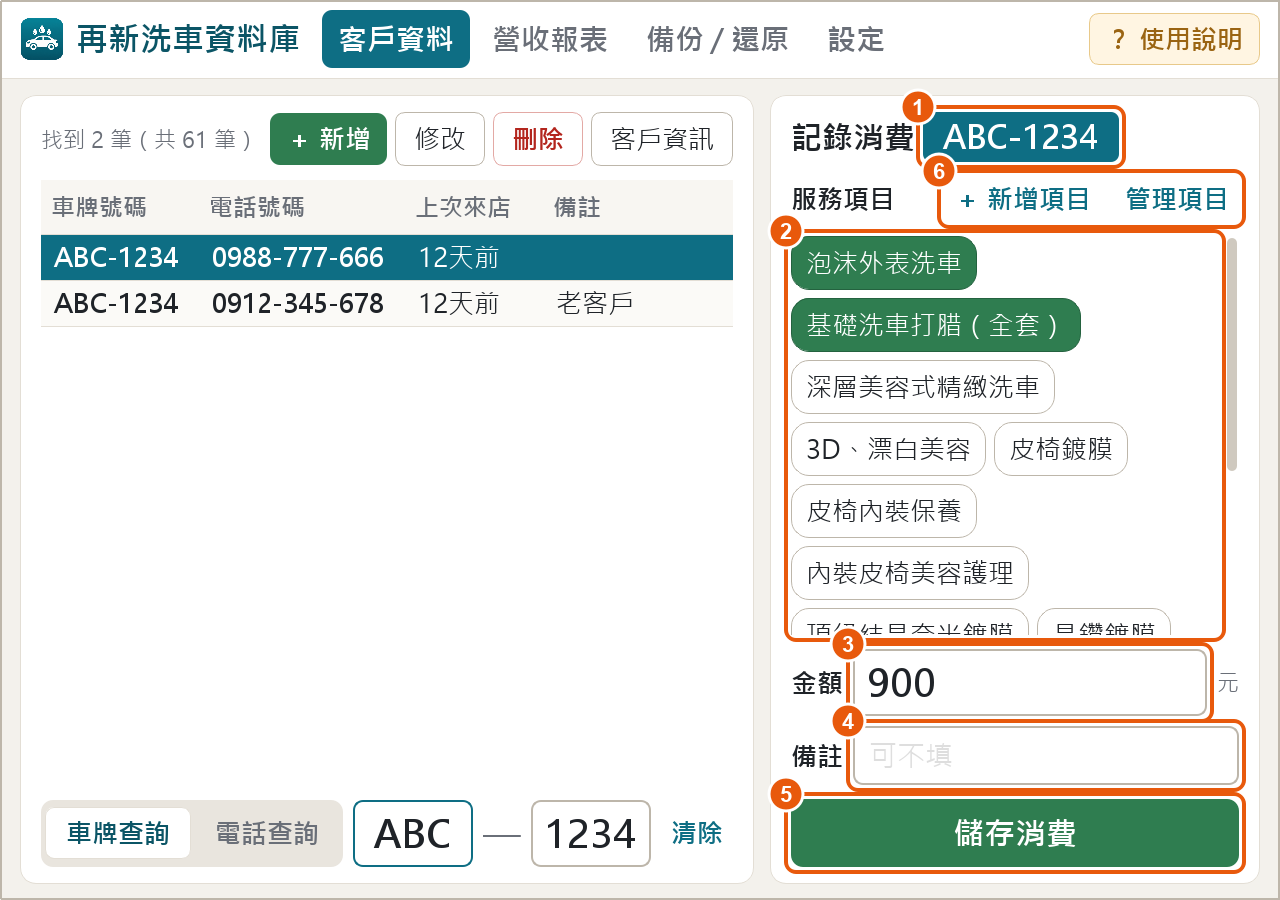 再新洗車資料庫 客戶資料 營收報表 備份 / 還原 設定 ? 使用說明
找到 2 筆 ( 共 61 筆 ) + 新增 修改 刪除 客戶資訊
車牌號碼 電話號碼 上次來店 備註
ABC-1234 0988-777-666 12天前
ABC-1234 0912-345-678 12天前 老客戶
車牌查詢 電話查詢 ABC — 1234 清除
1
記錄消費 ABC-1234
6
服務項目 + 新增項目 管理項目
2
泡沫外表洗車
基礎洗車打腊 ( 全套 )
深層美容式精緻洗車
3D、漂白美容 皮椅鍍膜
皮椅內裝保養
內裝皮椅美容護理
3
金額 900 元
4
備註 可不填
5
儲存消費